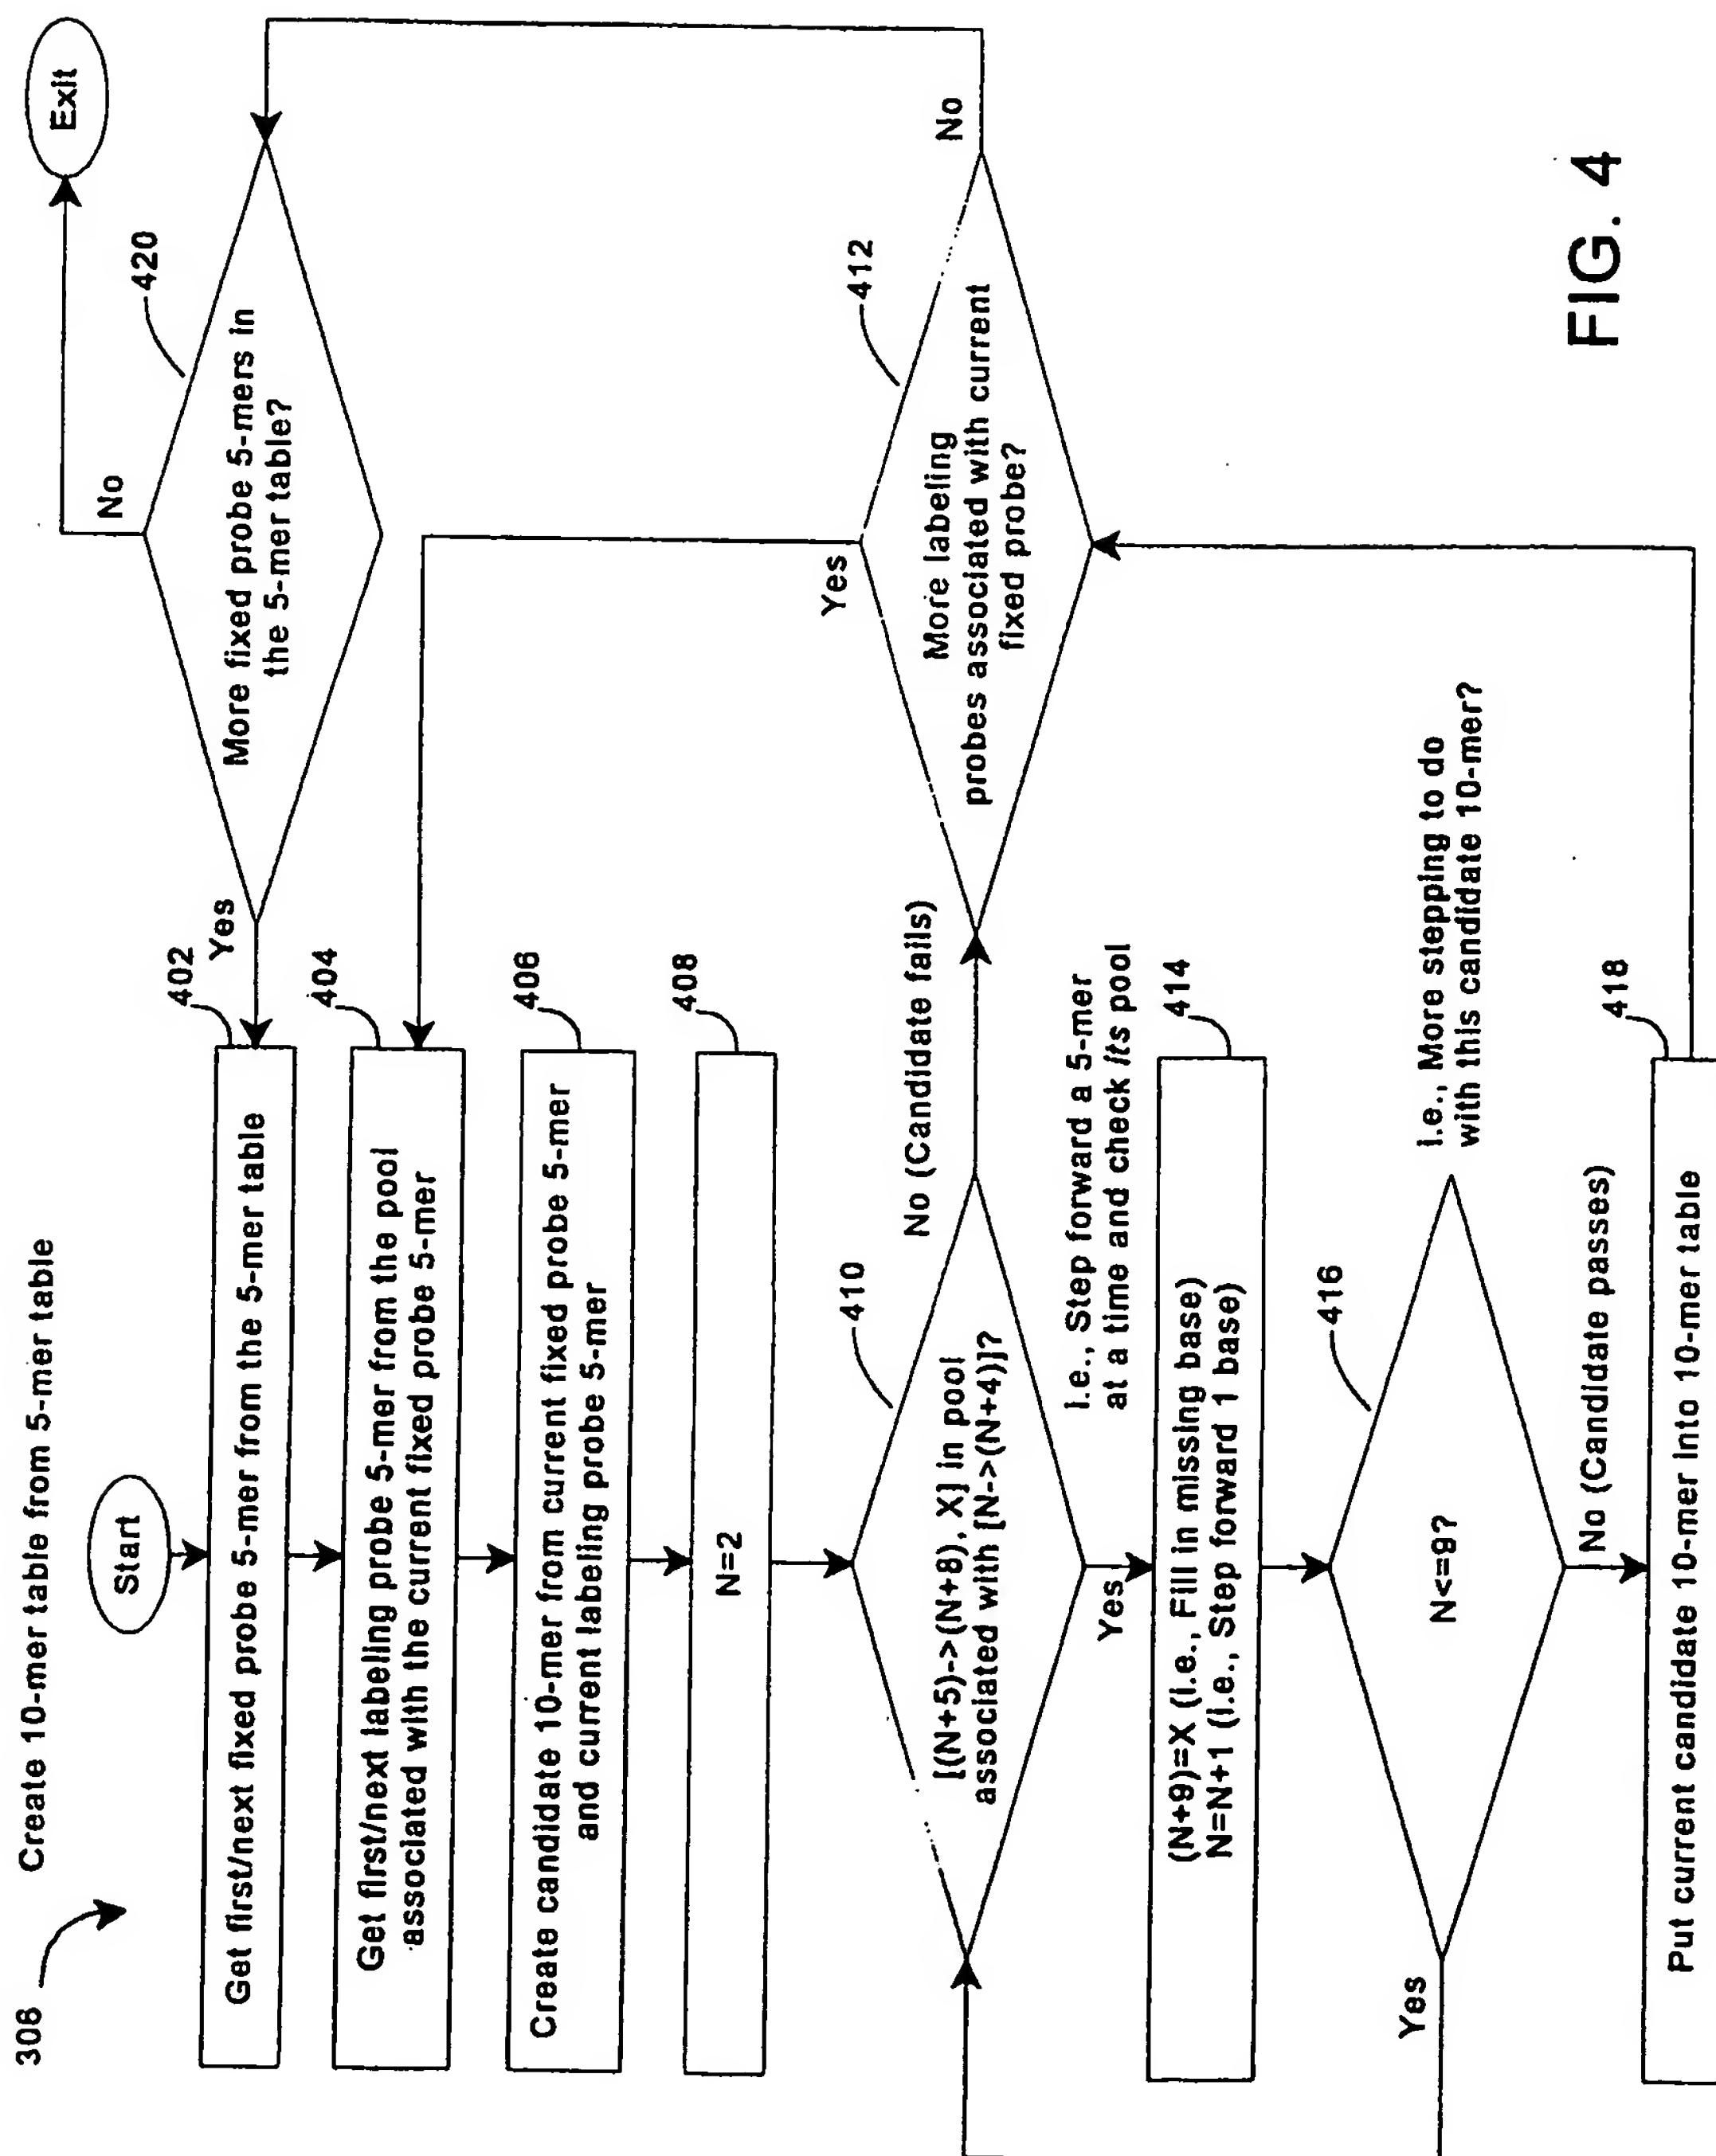 308
Create 10-mer table from 5-mer table
Start
Exit
402
Get first/next fixed probe 5-mer from the 5-mer table
404
Get first/next labeling probe 5-mer from the pool
associated with the current fixed probe 5-mer
406
Create candidate 10-mer from current fixed probe 5-mer
and current labeling probe 5-mer
408
N=2
410
[(N+5)->(N+8), X] in pool
associated with [N->(N+4)]?
No (Candidate fails)
Yes
i.e., Step forward a 5-mer
at a time and check its pool
414
(N+9)=X (i.e., Fill in missing base)
N=N+1 (i.e., Step forward 1 base)
416
N<=9?
Yes
i.e., More stepping to do
with this candidate 10-mer?
No (Candidate passes)
418
Put current candidate 10-mer into 10-mer table
412
More labeling
probes associated with current
fixed probe?
Yes
No
420
More fixed probe 5-mers in
the 5-mer table?
Yes
No
FIG. 4